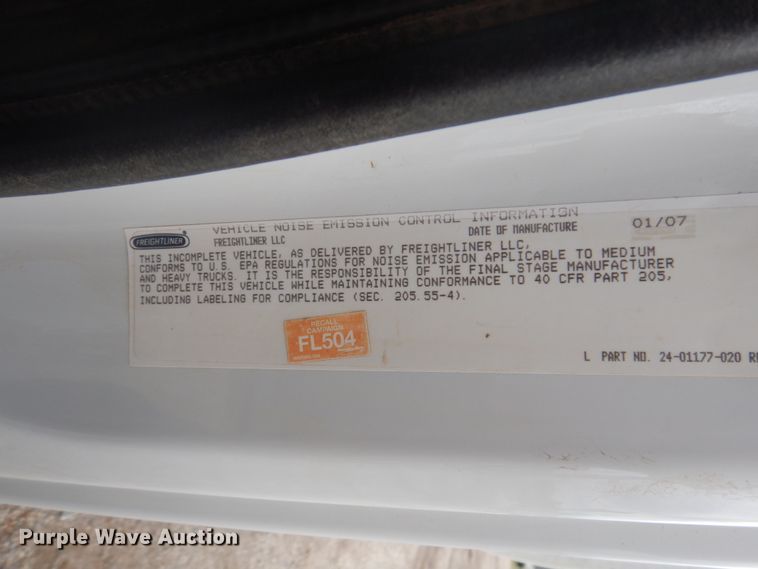 VEHICLE NOISE EMISSION CONTROL INFORMATION
FREIGHTLINER
FREIGHTLINER LLC
DATE OF MANUFACTURE 01/07
THIS INCOMPLETE VEHICLE, AS DELIVERED BY FREIGHTLINER LLC,
CONFORMS TO U.S. EPA REGULATIONS FOR NOISE EMISSION APPLICABLE TO MEDIUM
AND HEAVY TRUCKS. IT IS THE RESPONSIBILITY OF THE FINAL STAGE MANUFACTURER
TO COMPLETE THIS VEHICLE WHILE MAINTAINING CONFORMANCE TO 40 CFR PART 205,
INCLUDING LABELING FOR COMPLIANCE (SEC. 205.55-4).
RECALL
CAMPAIGN
FL504
L PART NO. 24-01177-020
Purple Wave Auction